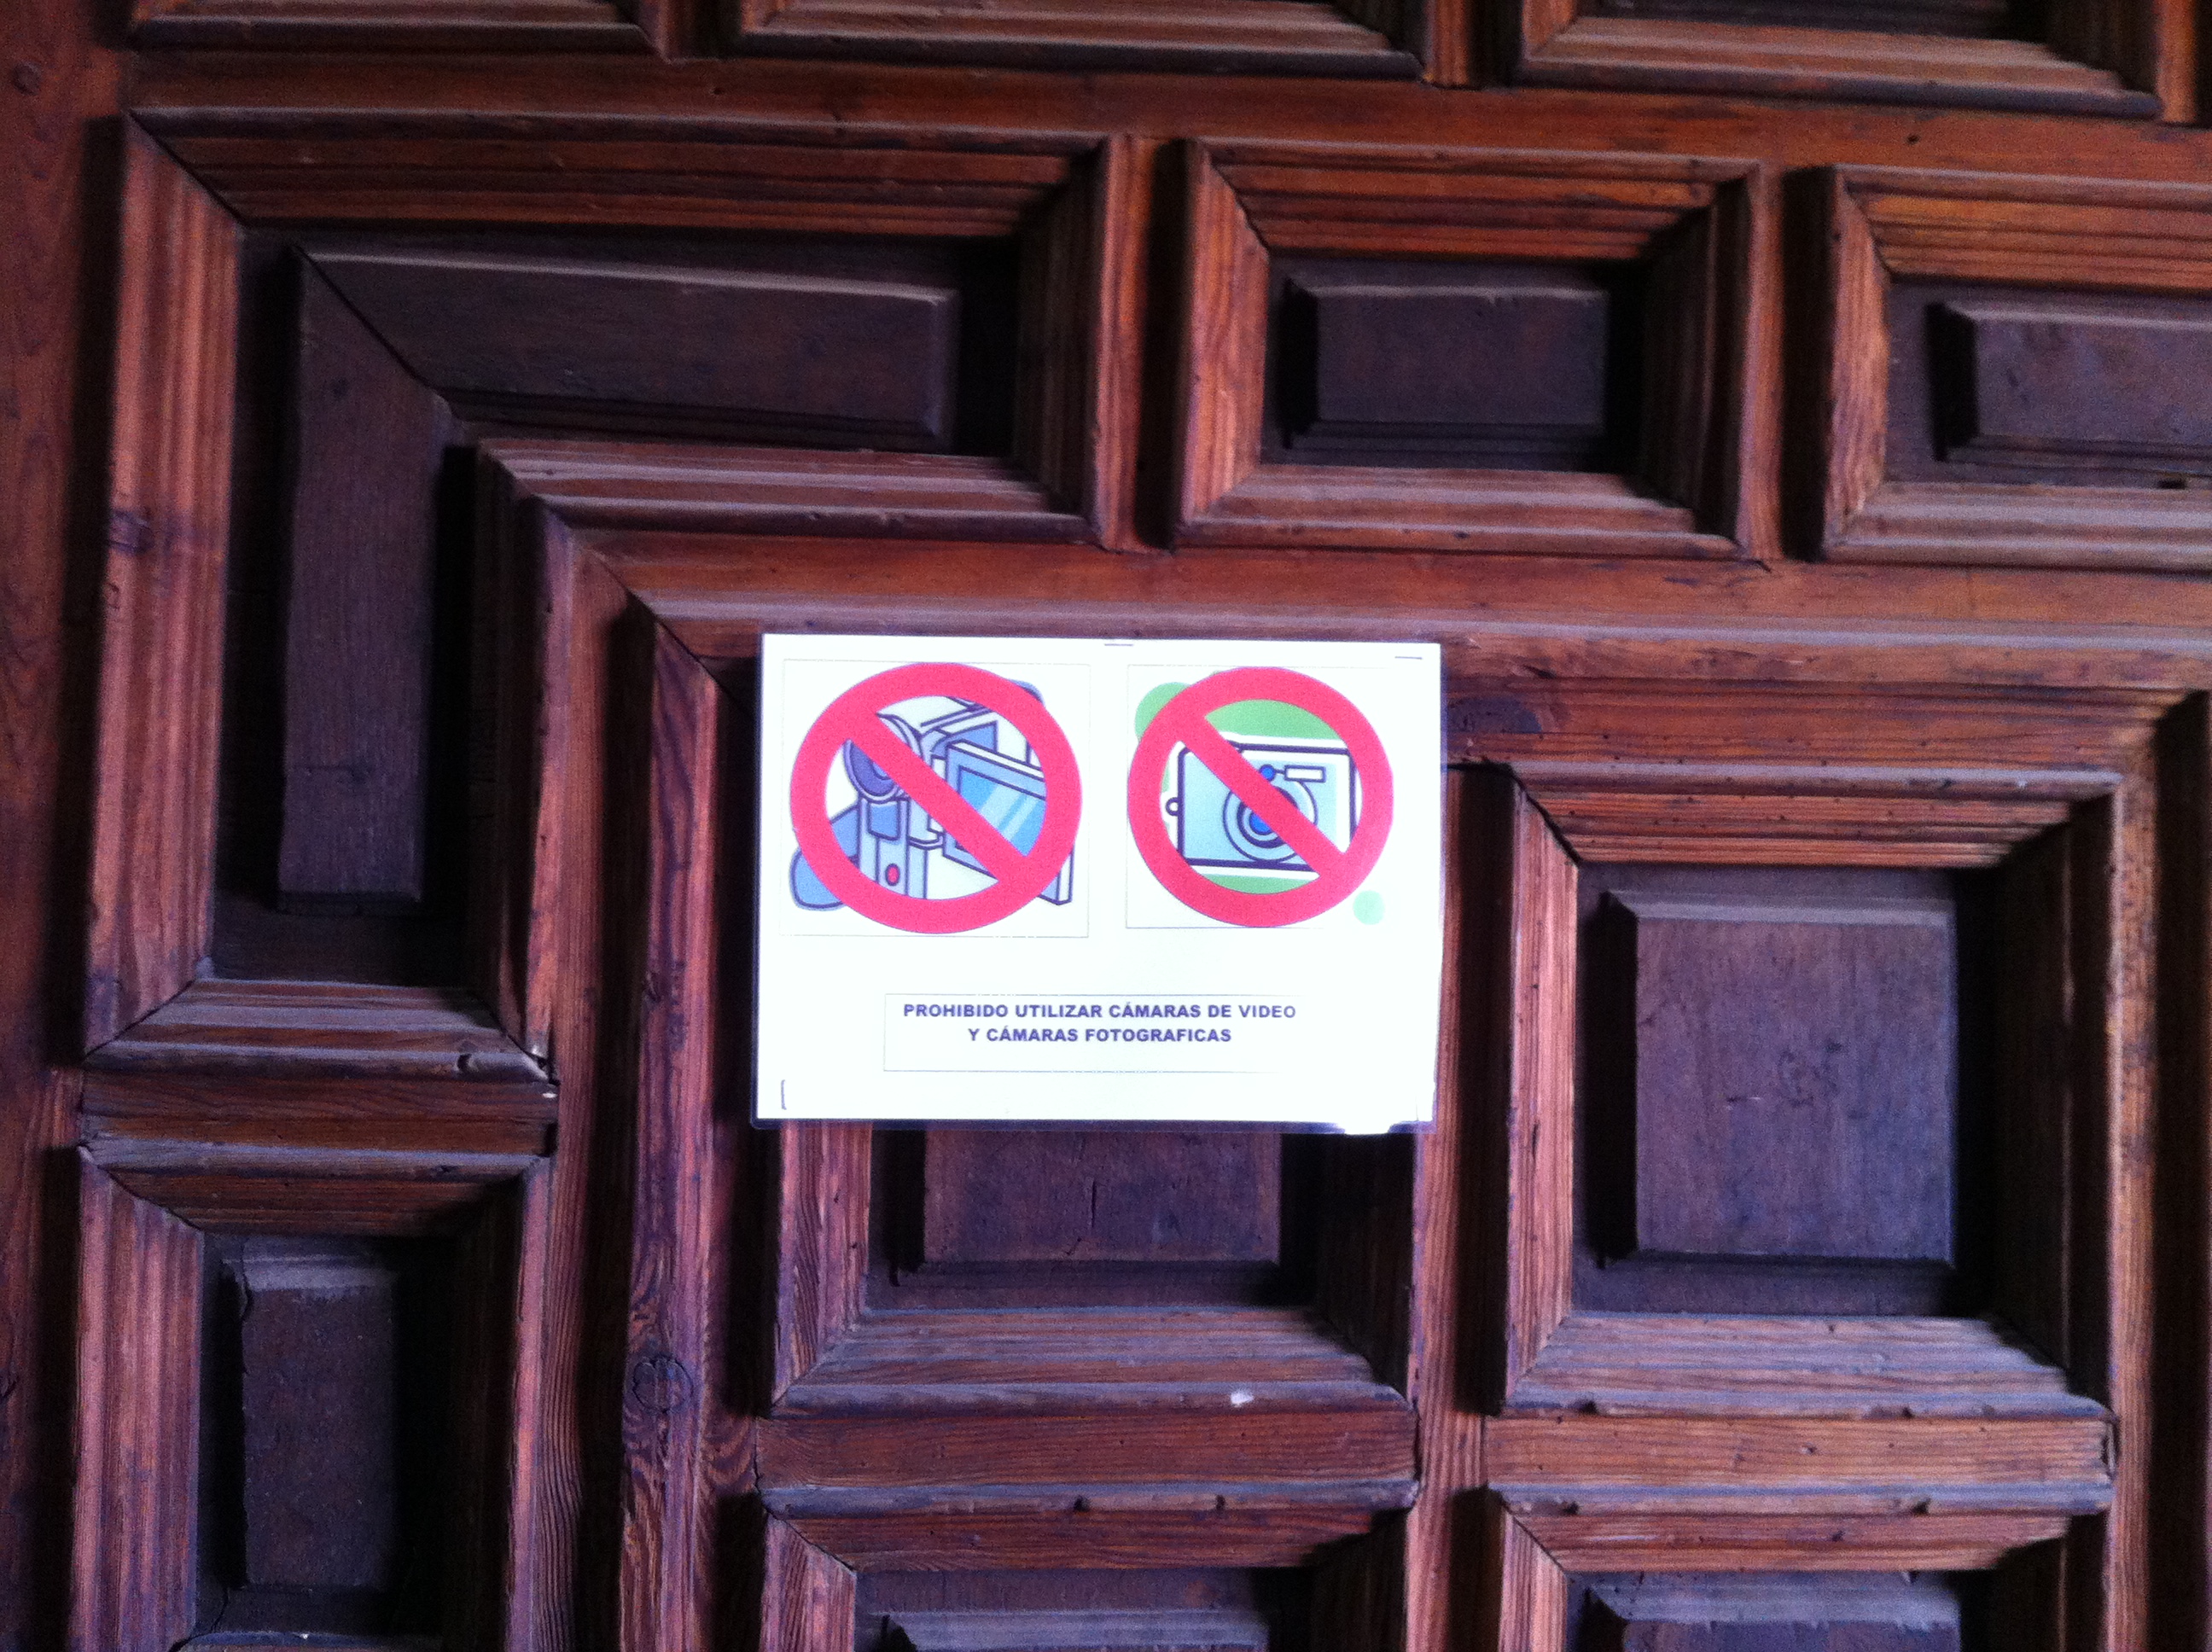 PROHIBIDO UTILIZAR CÁMARAS DE VIDEO
Y CÁMARAS FOTOGRAFICAS